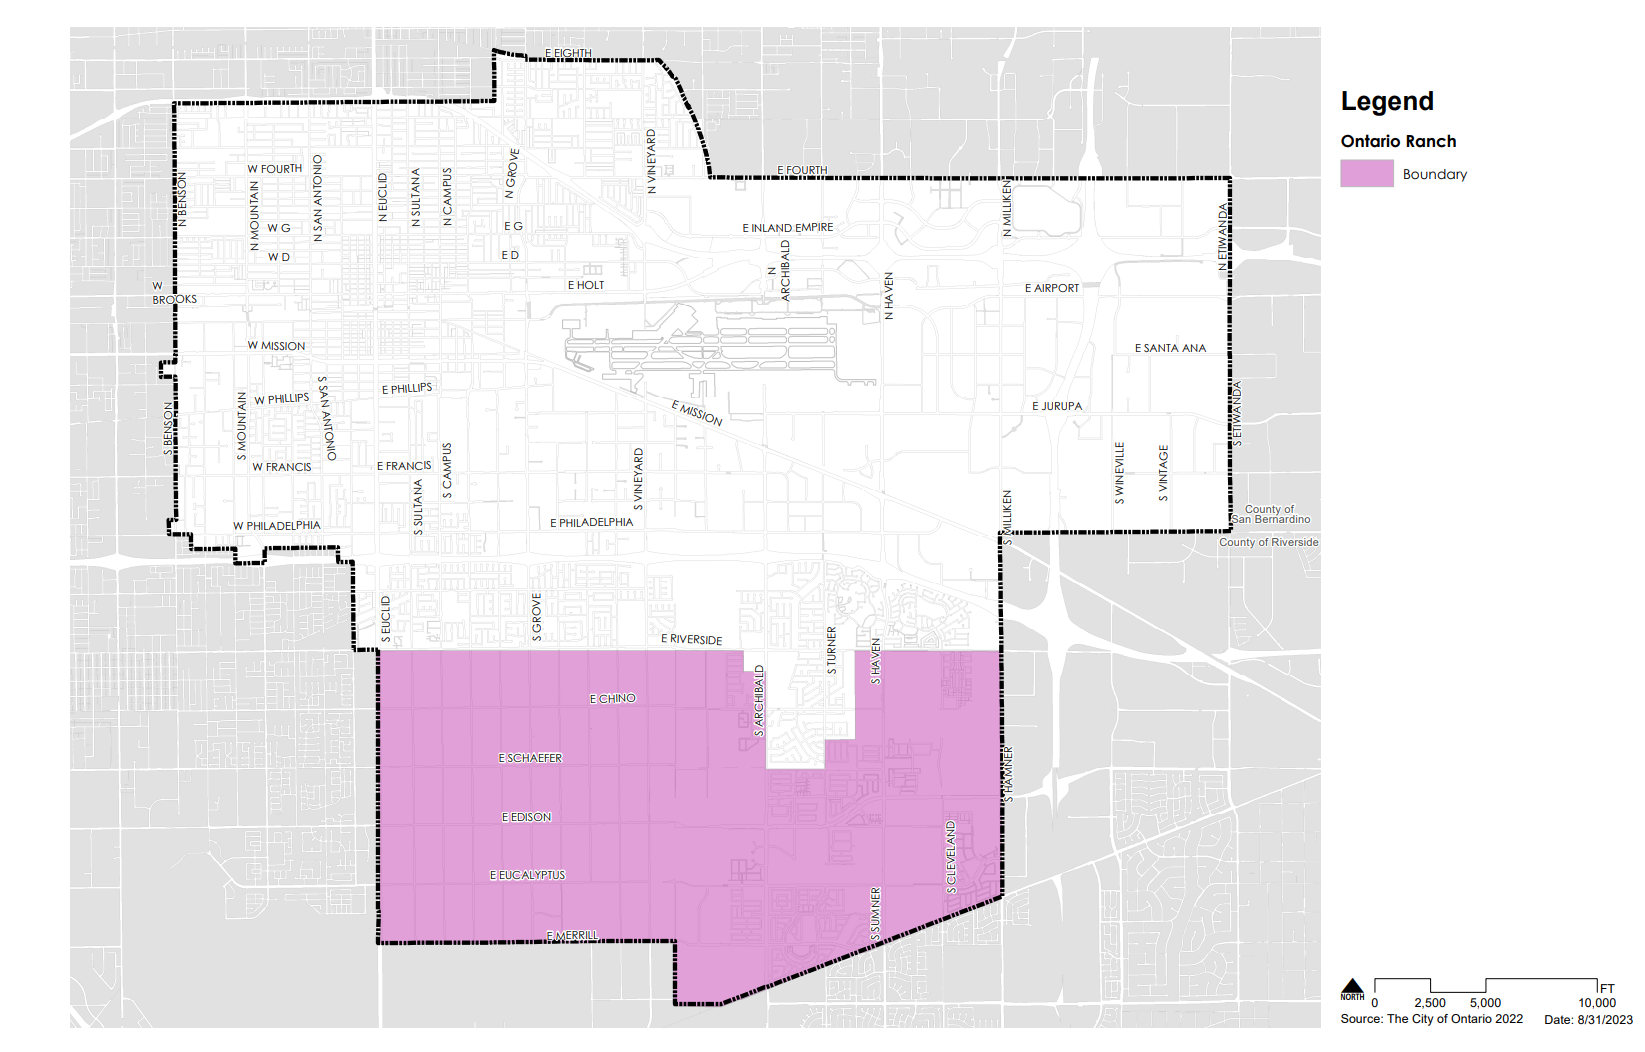 E EIGHTH
Legend
Ontario Ranch
Boundary
N VINEYARD
N GROVE
W FOURTH
E FOURTH
N BENSON
N MOUNTAIN
N SAN ANTONIO
N EUCLID
N SULTANA
N CAMPUS
N MILLIKEN
N ETIWANDA
W G
E G
E INLAND EMPIRE
W D
E D
N
ARCHIBALD
N HAVEN
W
BROOKS
E HOLT
E AIRPORT
W MISSION
E SANTA ANA
S BENSON
S MOUNTAIN
W PHILLIPS
S SAN ANTONIO
E PHILLIPS
E MISSION
E JURUPA
S ETIWANDA
W FRANCIS
E FRANCIS
S CAMPUS
S SULTANA
S VINEYARD
S WINEVILLE
S VINTAGE
S MILLIKEN
W PHILADELPHIA
E PHILADELPHIA
County of
San Bernardino
County of Riverside
S EUCLID
S GROVE
E RIVERSIDE
S TURNER
S HAVEN
S ARCHIBALD
E CHINO
E SCHAEFER
S HAMNER
E EDISON
S CLEVELAND
E EUCALYPTUS
S SUMNER
E MERRILL
NORTH
FT
0 2,500 5,000 10,000
Source: The City of Ontario 2022 Date: 8/31/2023